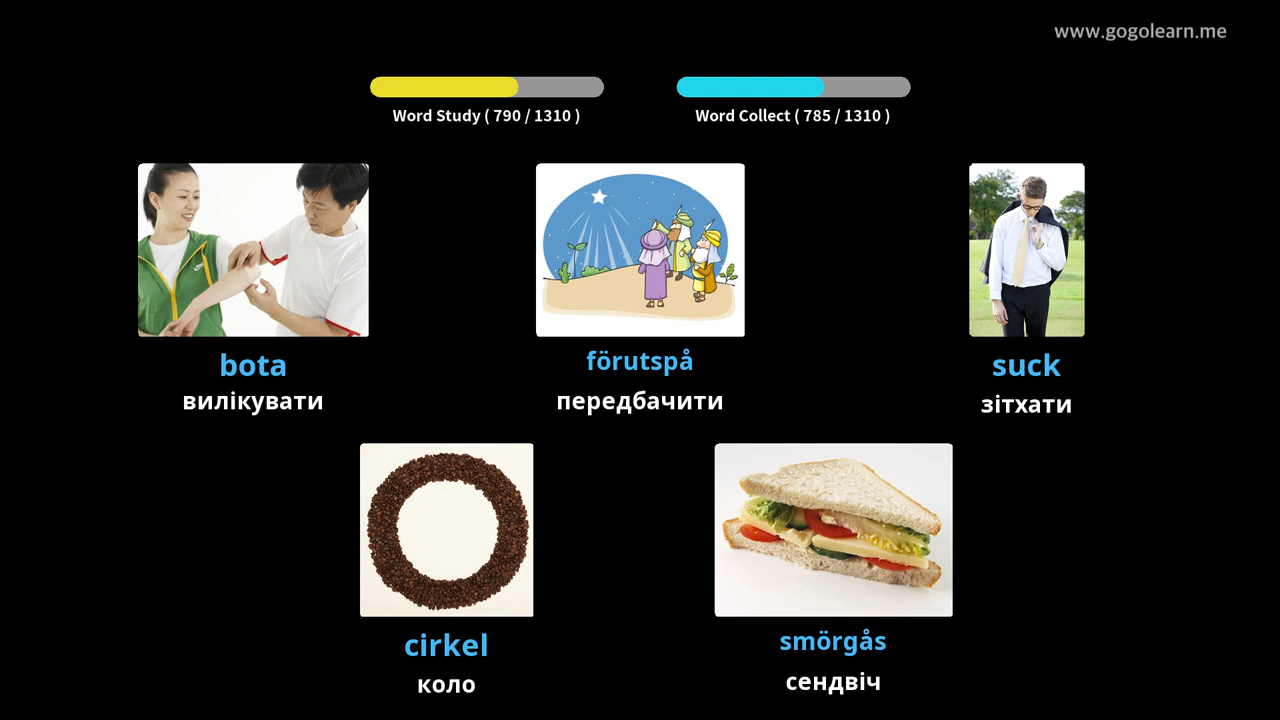 www.gogolearn.me
Word Study ( 790 / 1310 )
Word Collect ( 785 / 1310 )
bota
вилікувати
förutspå
передбачити
suck
зітхати
cirkel
коло
smörgås
сендвіч